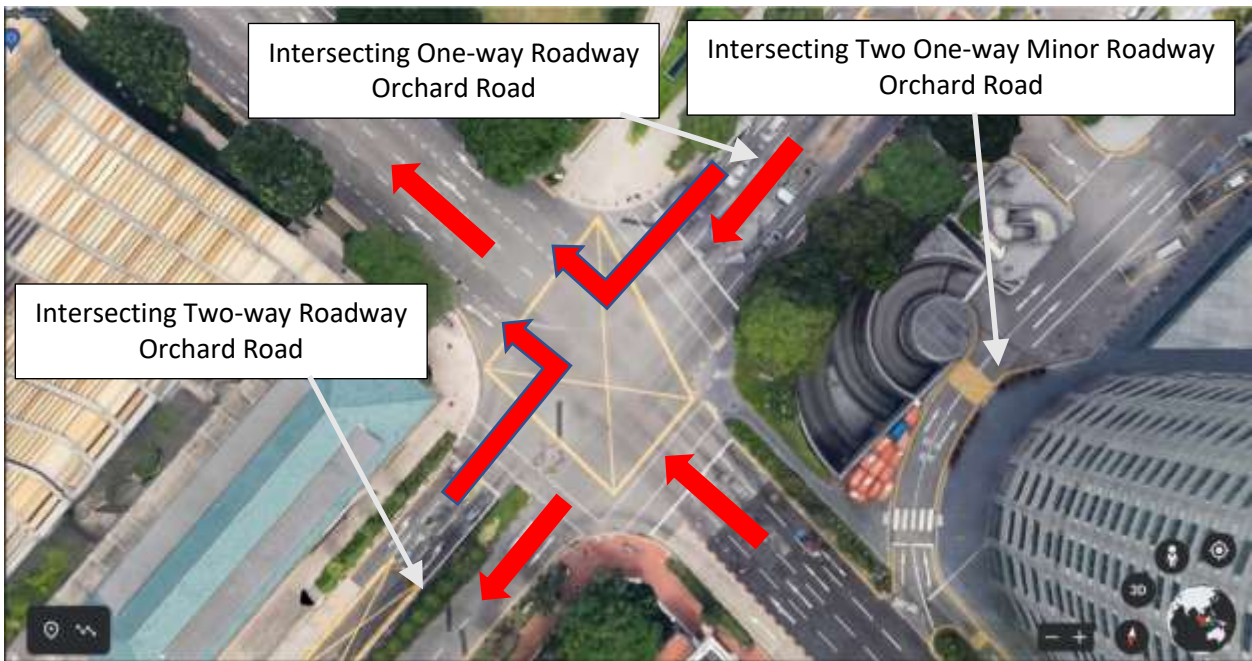 Intersecting One-way Roadway
Orchard Road
Intersecting Two One-way Minor Roadway
Orchard Road
Intersecting Two-way Roadway
Orchard Road
3D